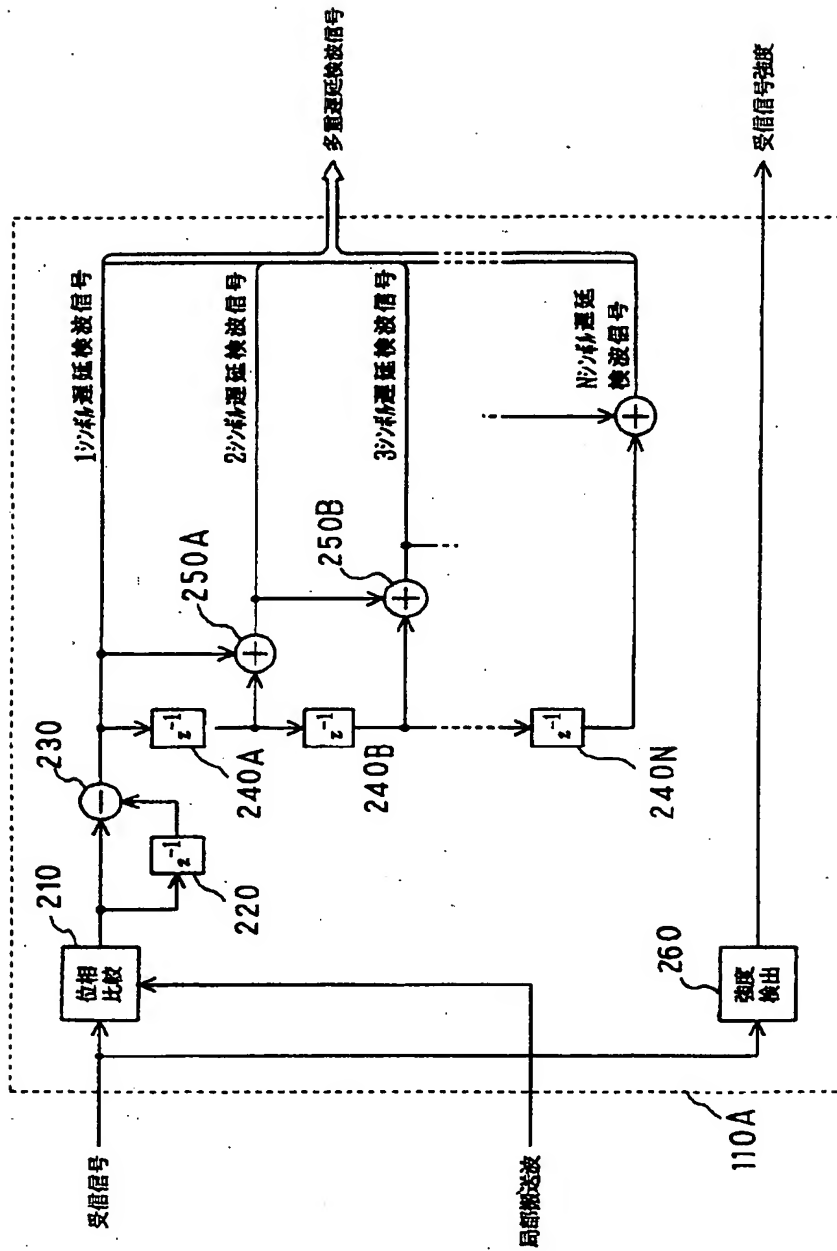 受信信号
局部搬送波
110A
位相
比較
210
z⁻¹
220
230
z⁻¹
240A
z⁻¹
240B
z⁻¹
240N
250A
250B
1シンボル遅延検波信号
2シンボル遅延検波信号
3シンボル遅延検波信号
Nシンボル遅延
検波信号
多重遅延検波信号
強度
検出
260
受信信号強度